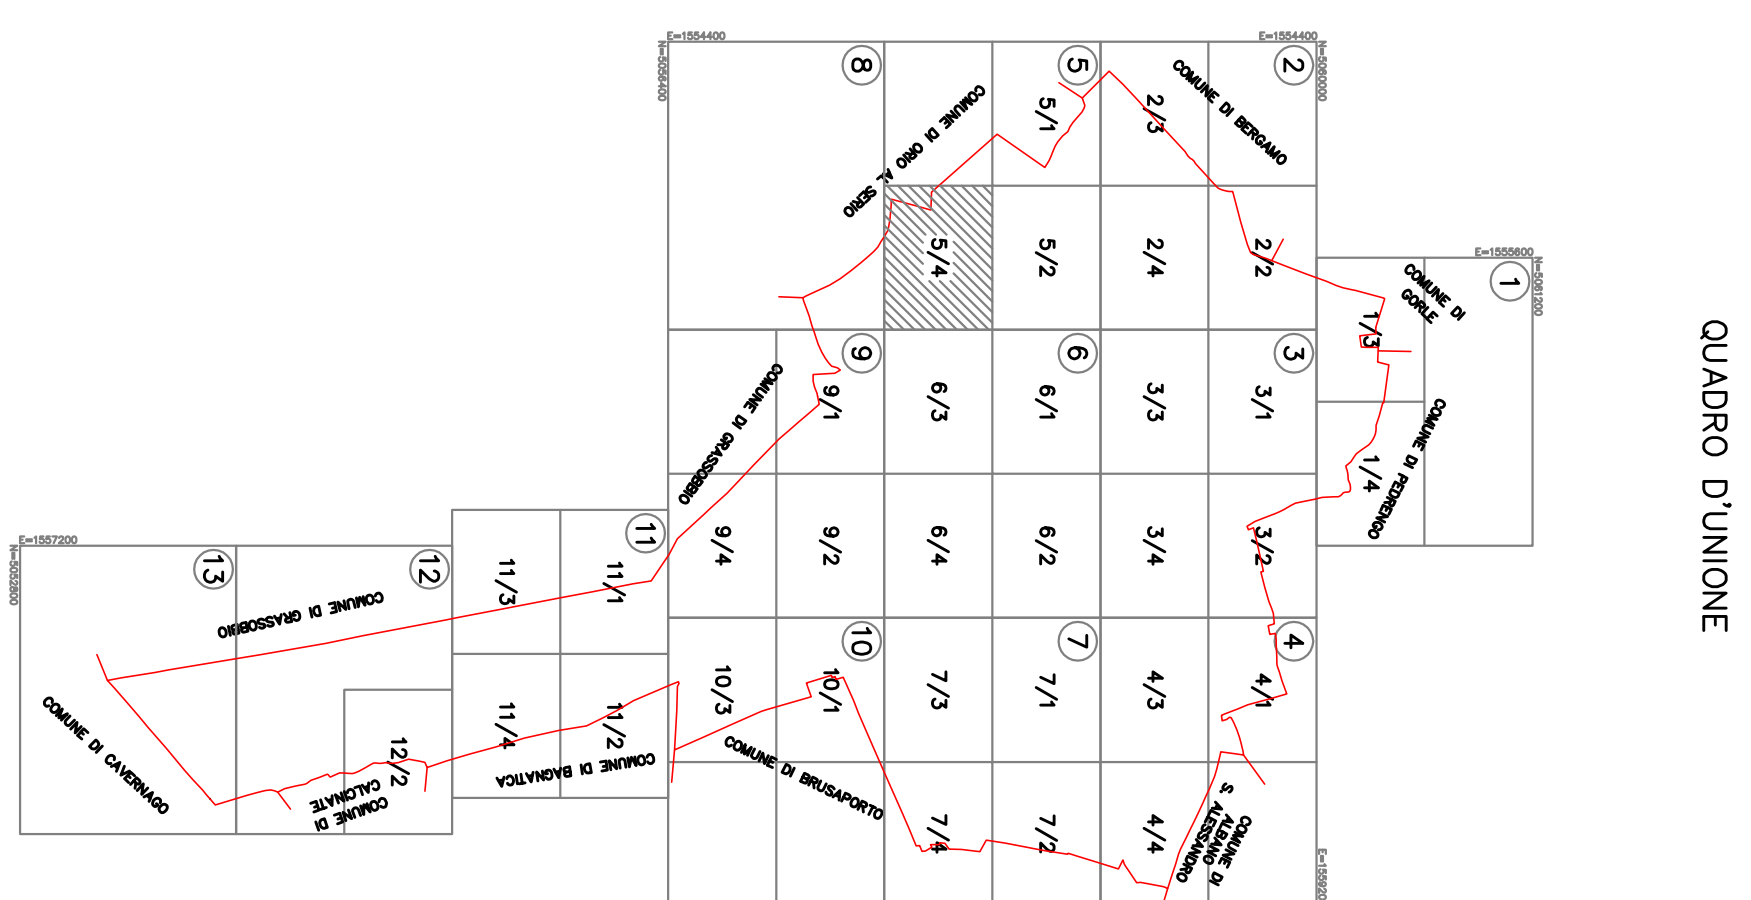 QUADRO D'UNIONE
1
E=1555600
N=5061200
COMUNE DI
GORLE
1/3
COMUNE DI PEDRENGO
1/4
E=1554400
N=5060000
2
COMUNE DI BERGAMO
2/2
2/3
2/4
3
3/1
3/2
3/3
3/4
4
4/1
4/3
4/4
COMUNE DI
S. ALBANO
ALESSANDRO
5
5/1
5/2
5/4
COMUNE DI ORIO AL SERIO
6
6/1
6/2
6/3
6/4
7
7/1
7/2
7/3
7/4
E=1554400
N=5056400
8
9
9/1
9/2
9/4
COMUNE DI GRASSOBBIO
10
10/1
10/3
COMUNE DI BRUSAPORTO
11
11/1
11/2
11/3
11/4
COMUNE DI BAGNATICA
12
12/2
COMUNE DI GRASSOBBIO
COMUNE DI
CALCINATE
13
E=1557200
N=5052800
COMUNE DI CAVERNAGO